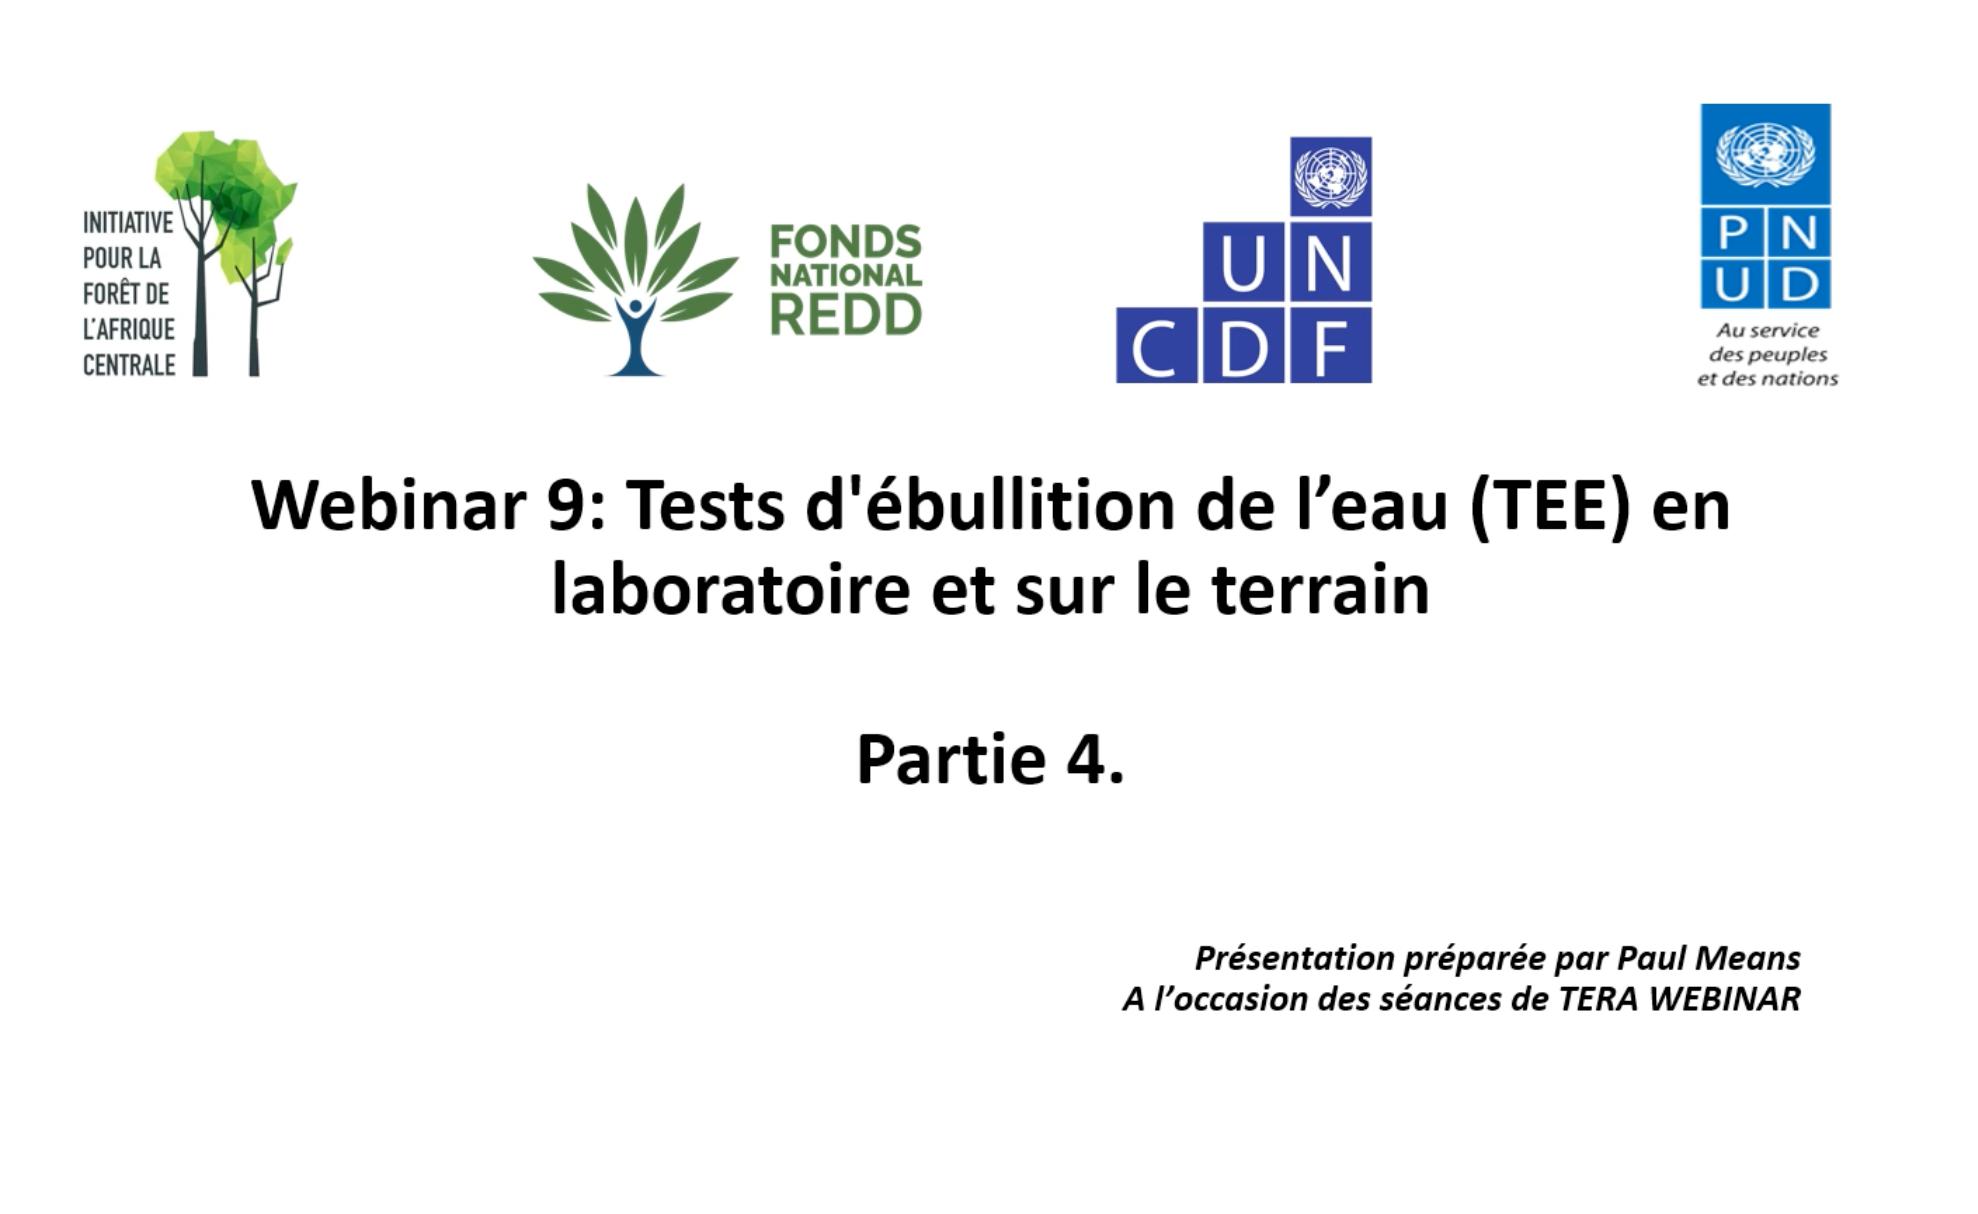 INITIATIVE
POUR LA
FORÊT DE
L'AFRIQUE
CENTRALE
FONDS
NATIONAL
REDD
UN
CDF
PN
UD
Au service
des peuples
et des nations
Webinar 9: Tests d'ébullition de l’eau (TEE) en
laboratoire et sur le terrain
Partie 4.
Présentation préparée par Paul Means
A l’occasion des séances de TERA WEBINAR